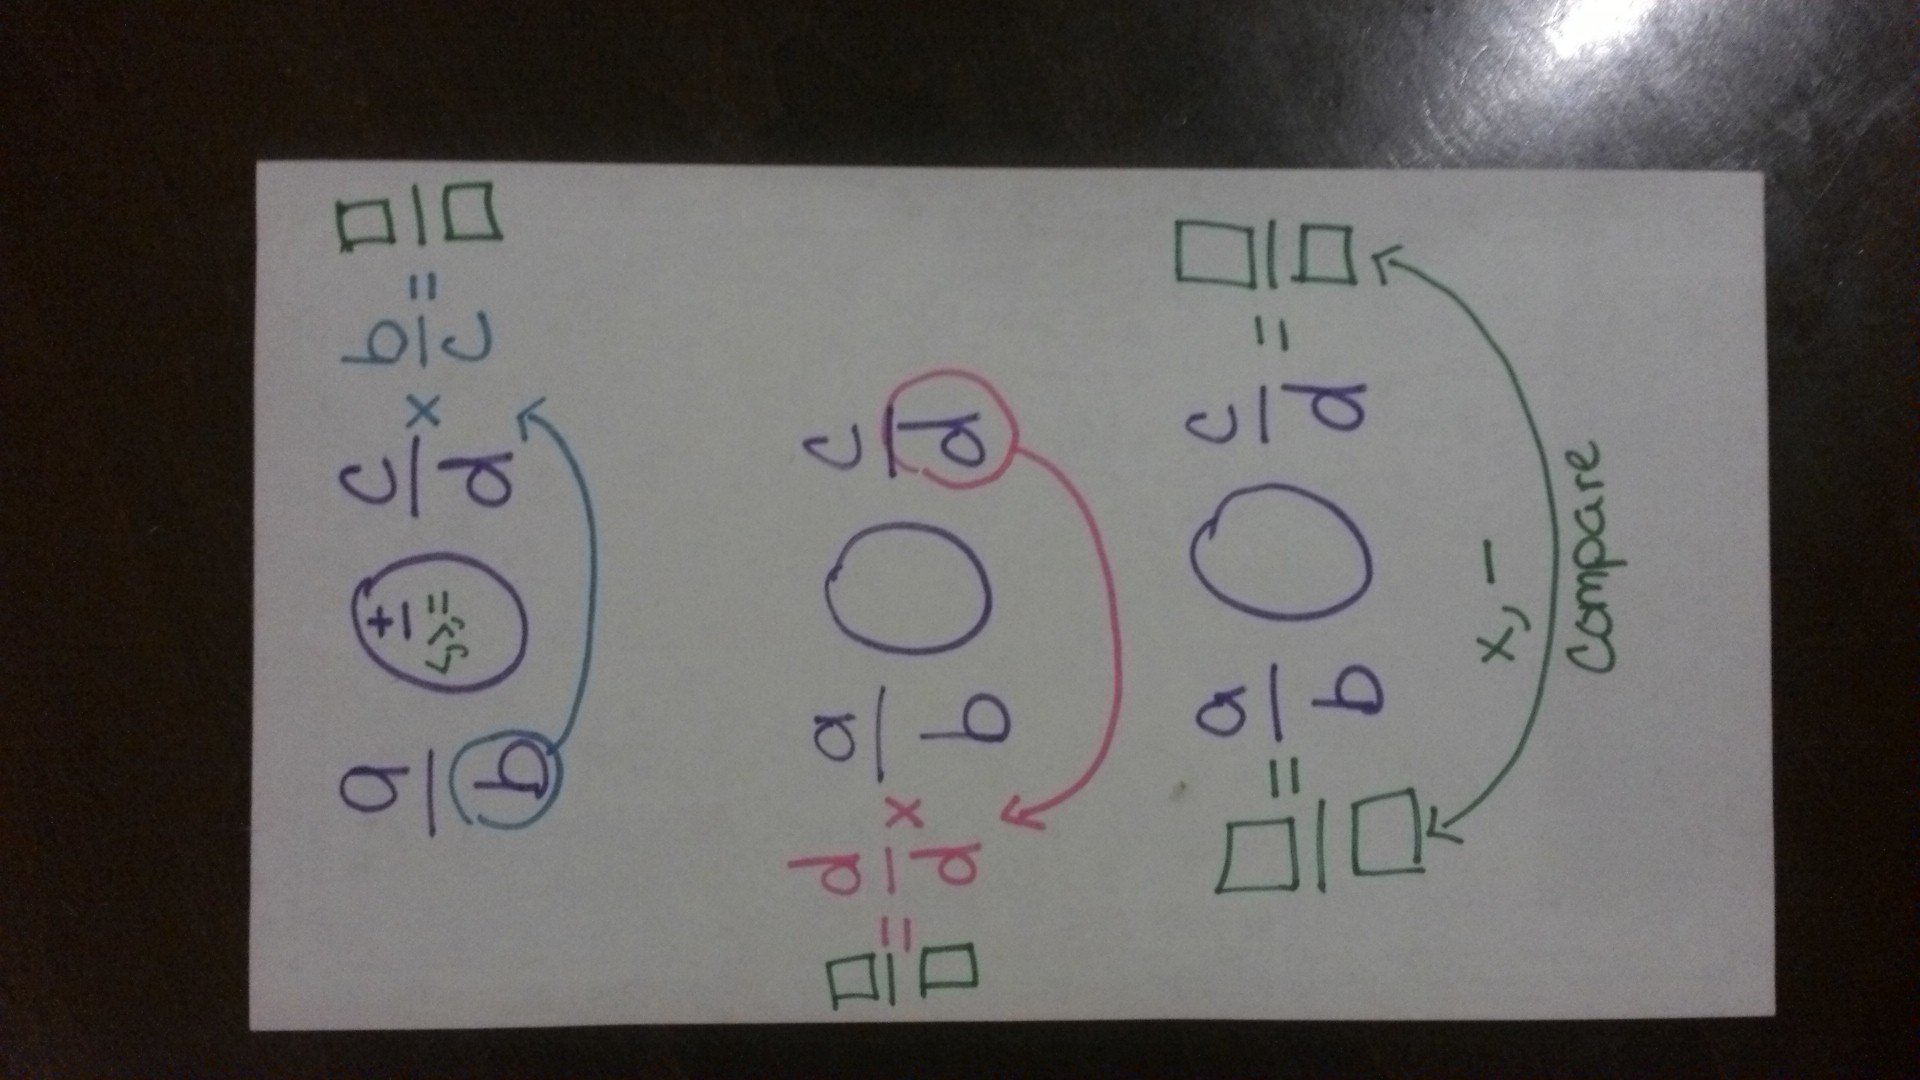 a/b ± <,>,= c/d × b/c = □/□
□/□ = d/d × a/b ○ c/d
□/□ = a/b ○ c/d = □/□
x, -
Compare